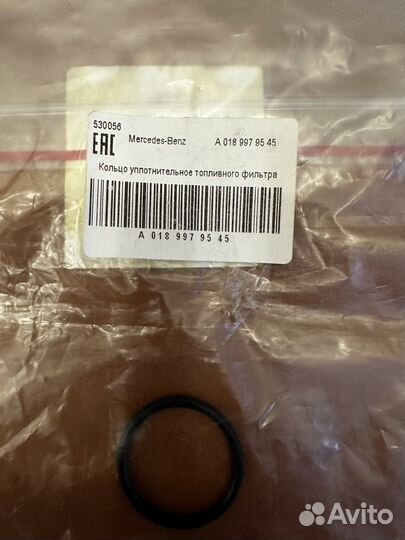 530056
EAC Mercedes-Benz A 018 997 95 45
Кольцо уплотнительное топливного фильтра
A 018 997 95 45
Avito